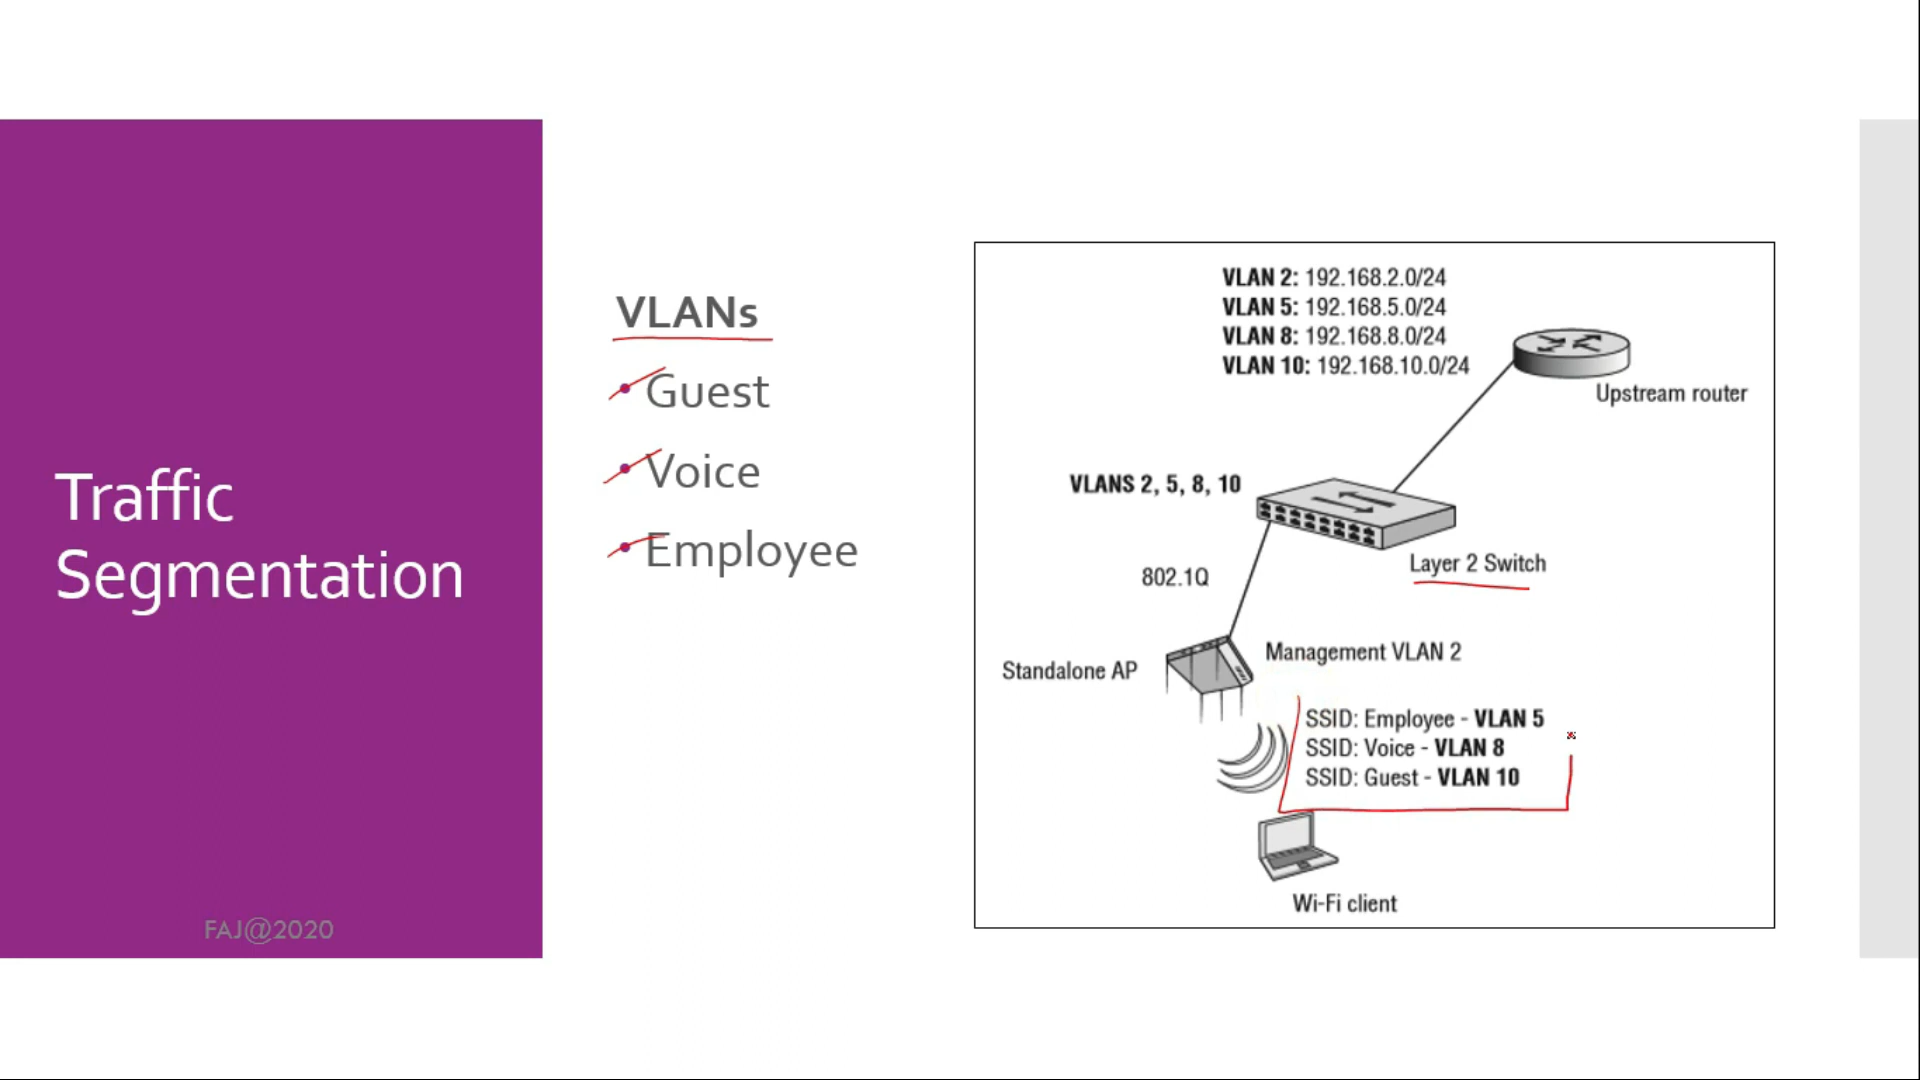 Traffic
Segmentation
FAJ@2020
VLANs
• Guest
• Voice
• Employee
VLAN 2: 192.168.2.0/24
VLAN 5: 192.168.5.0/24
VLAN 8: 192.168.8.0/24
VLAN 10: 192.168.10.0/24
Upstream router
VLANS 2, 5, 8, 10
Layer 2 Switch
802.1Q
Management VLAN 2
Standalone AP
SSID: Employee - VLAN 5
SSID: Voice - VLAN 8
SSID: Guest - VLAN 10
Wi-Fi client